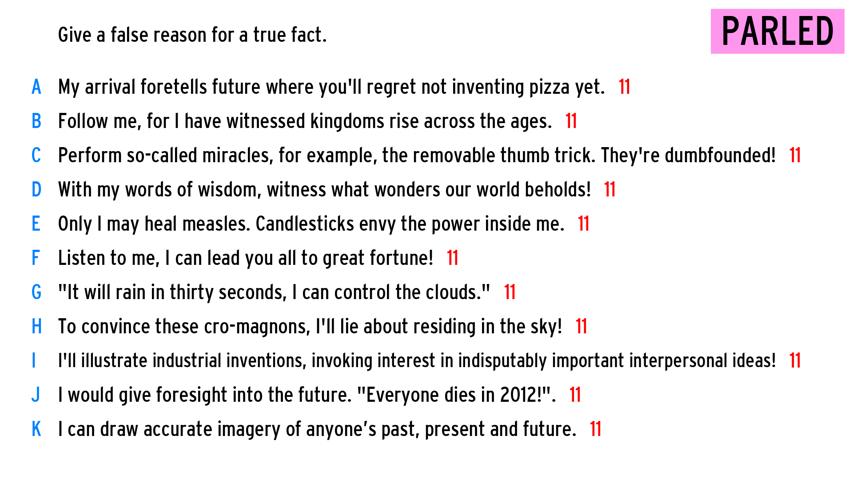 Give a false reason for a true fact.
PARLED
A My arrival foretells future where you'll regret not inventing pizza yet. 11
B Follow me, for I have witnessed kingdoms rise across the ages. 11
C Perform so-called miracles, for example, the removable thumb trick. They're dumbfounded! 11
D With my words of wisdom, witness what wonders our world beholds! 11
E Only I may heal measles. Candlesticks envy the power inside me. 11
F Listen to me, I can lead you all to great fortune! 11
G "It will rain in thirty seconds, I can control the clouds." 11
H To convince these cro-magnons, I'll lie about residing in the sky! 11
I I'll illustrate industrial inventions, invoking interest in indisputably important interpersonal ideas! 11
J I would give foresight into the future. "Everyone dies in 2012!". 11
K I can draw accurate imagery of anyone’s past, present and future. 11